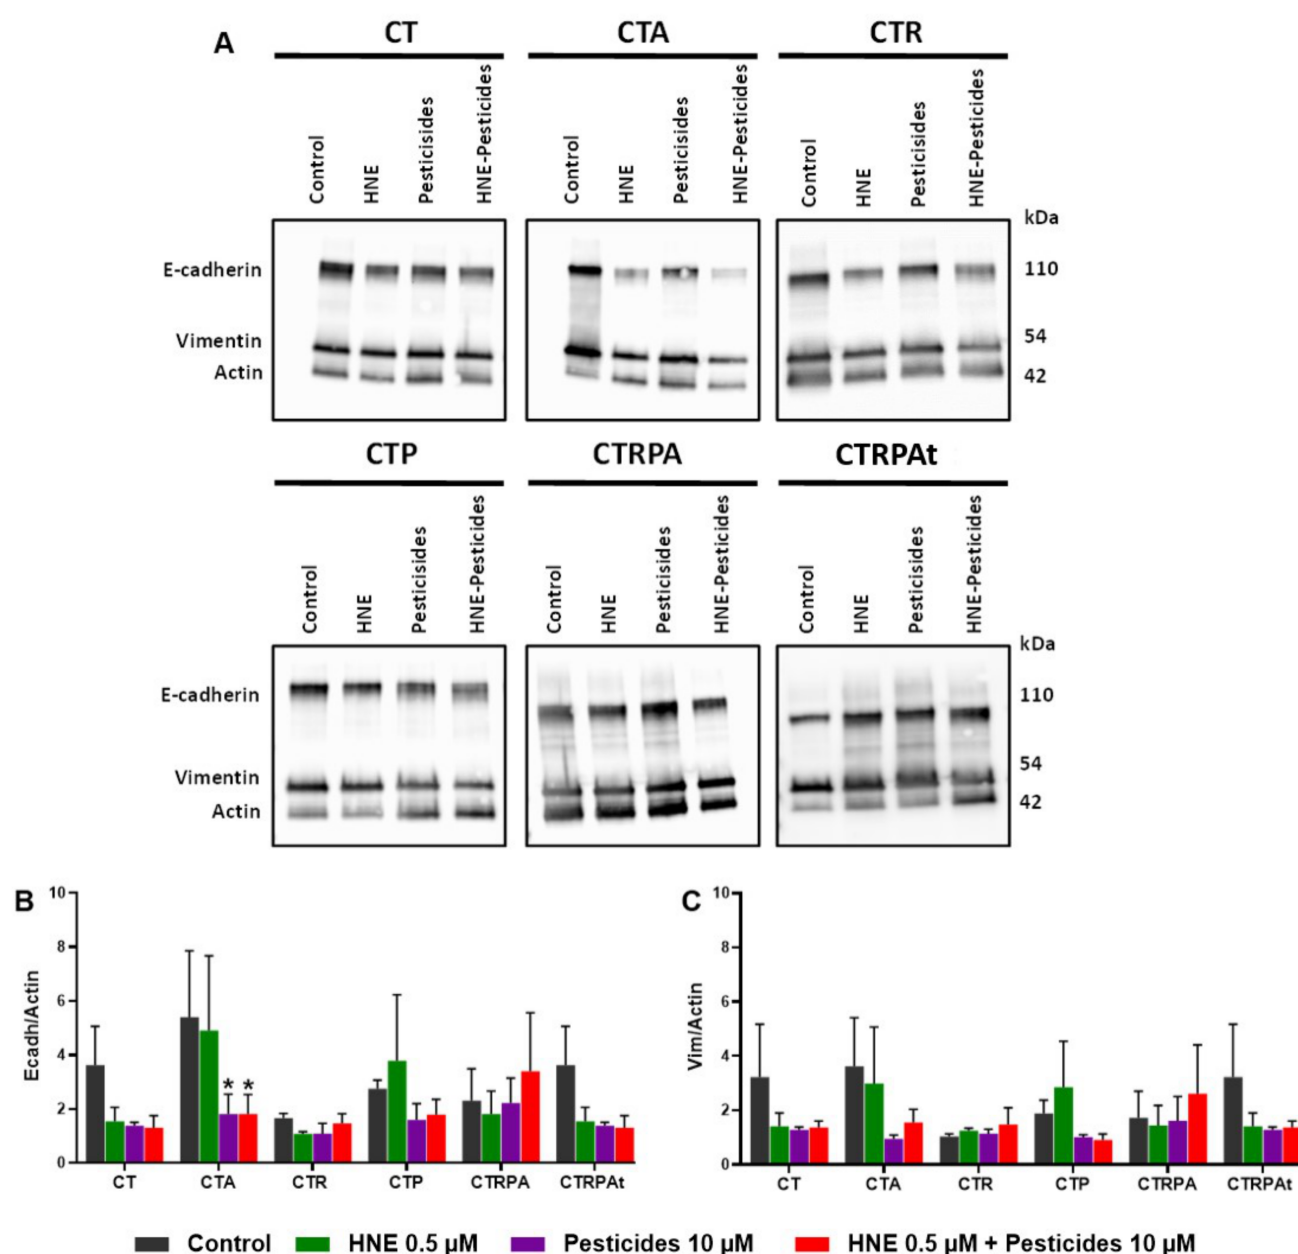 A
CT CTA CTR
Control HNE Pesticisides HNE-Pesticides Control HNE Pesticisides HNE-Pesticides Control HNE Pesticisides HNE-Pesticides
kDa
E-cadherin 110
Vimentin 54
Actin 42
CTP CTRPA CTRPAt
Control HNE Pesticisides HNE-Pesticides Control HNE Pesticisides HNE-Pesticides Control HNE Pesticisides HNE-Pesticides
kDa
E-cadherin 110
Vimentin 54
Actin 42
B
Ecadh/Actin
10
8
6
4
2
0
* *
CT CTA CTR CTP CTRPA CTRPAt
C
Vim/Actin
10
8
6
4
2
0
CT CTA CTR CTP CTRPA CTRPAt
Control HNE 0.5 µM Pesticides 10 µM HNE 0.5 µM + Pesticides 10 µM